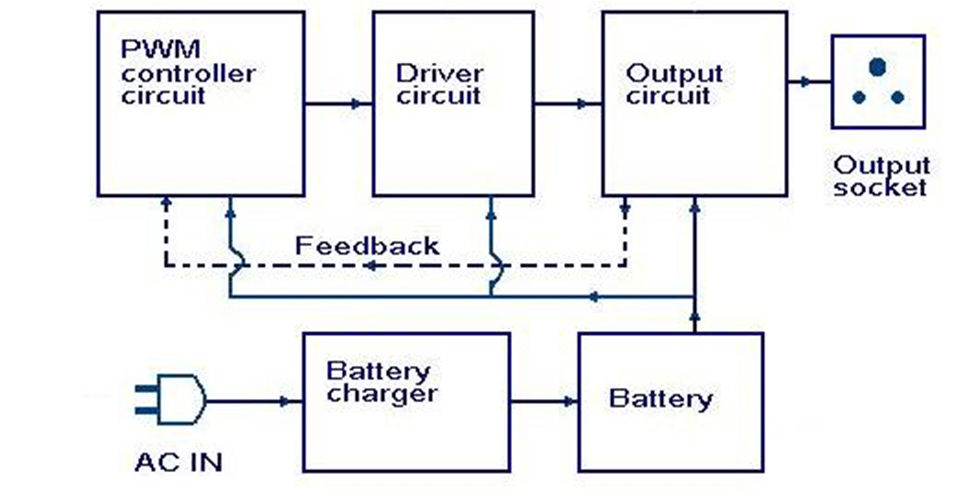 PWM
controller
circuit
Driver
circuit
Output
circuit
Output
socket
Feedback
Battery
charger
Battery
AC IN